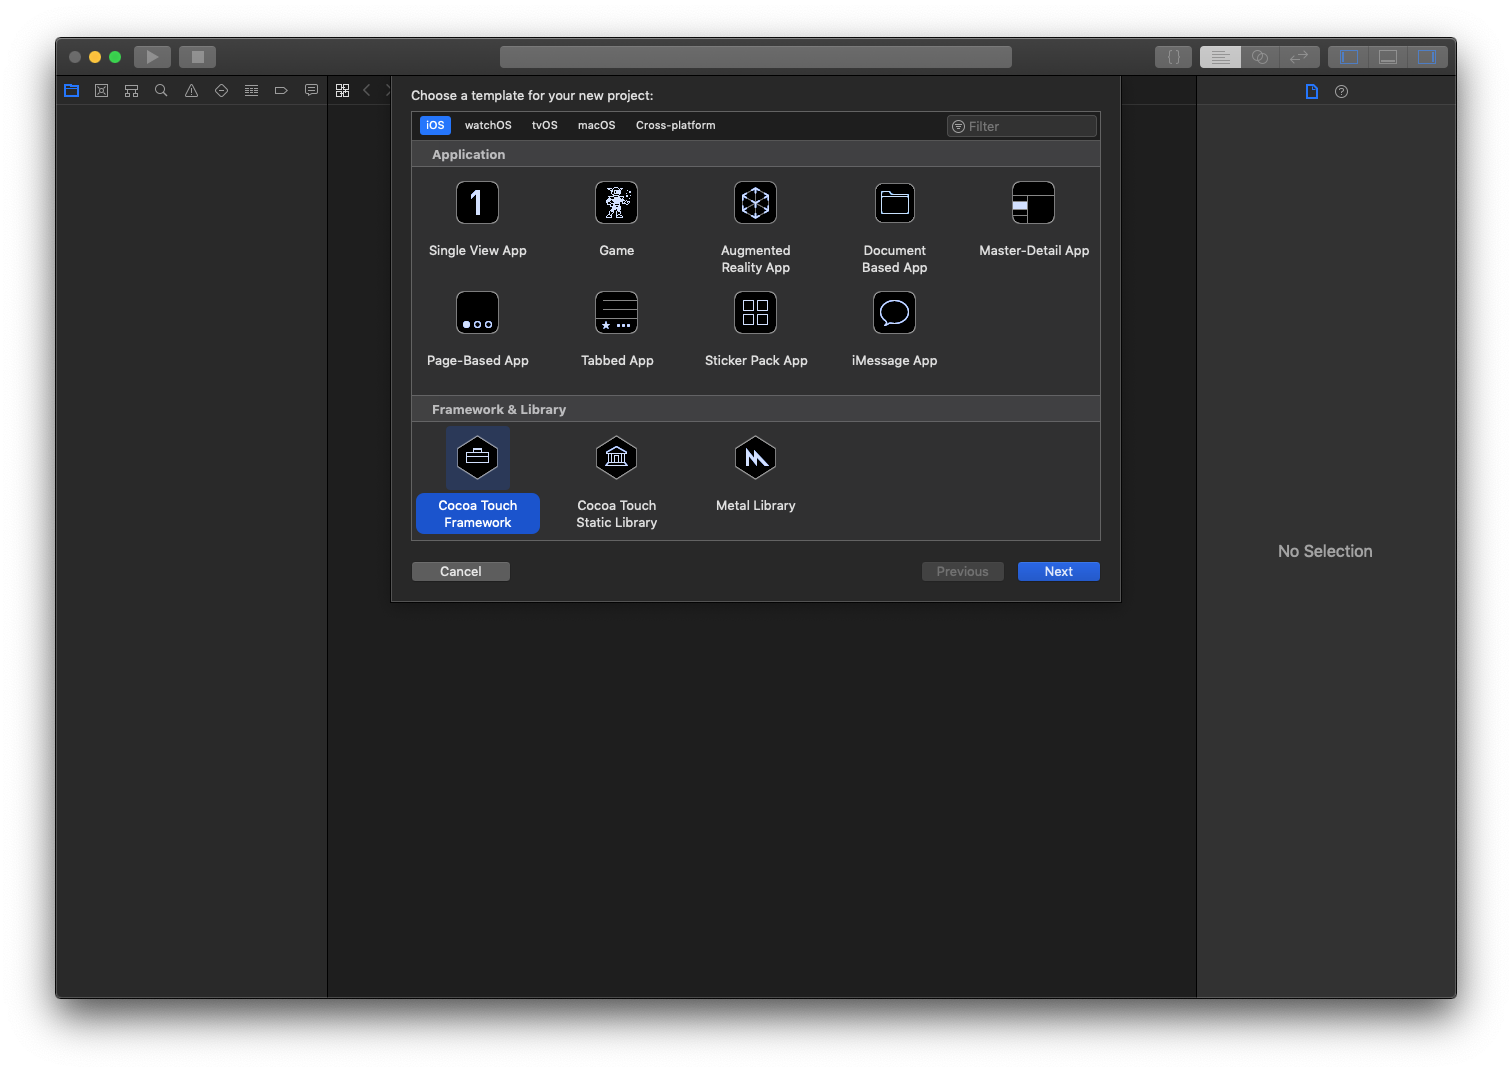 Choose a template for your new project:
iOS watchOS tvOS macOS Cross-platform Filter
Application
1
Single View App
Game
Augmented
Reality App
Document
Based App
Master-Detail App
Page-Based App
Tabbed App
Sticker Pack App
iMessage App
Framework & Library
Cocoa Touch
Framework
Cocoa Touch
Static Library
Metal Library
Cancel Previous Next
No Selection